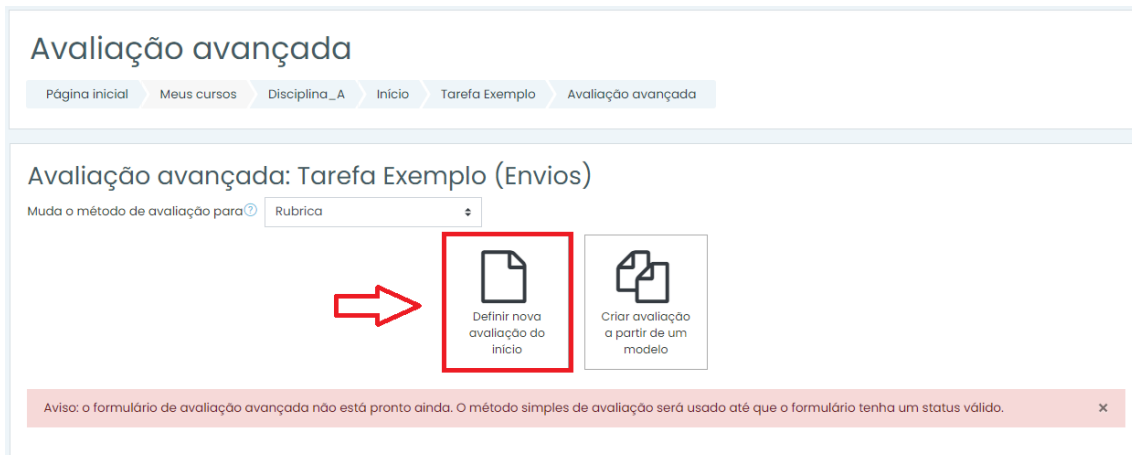 Avaliação avançada
Página inicial Meus cursos Disciplina_A Início Tarefa Exemplo Avaliação avançada
Avaliação avançada: Tarefa Exemplo (Envios)
Muda o método de avaliação para ? Rubrica
Definir nova
avaliação do
início
Criar avaliação
a partir de um
modelo
Aviso: o formulário de avaliação avançada não está pronto ainda. O método simples de avaliação será usado até que o formulário tenha um status válido. ×